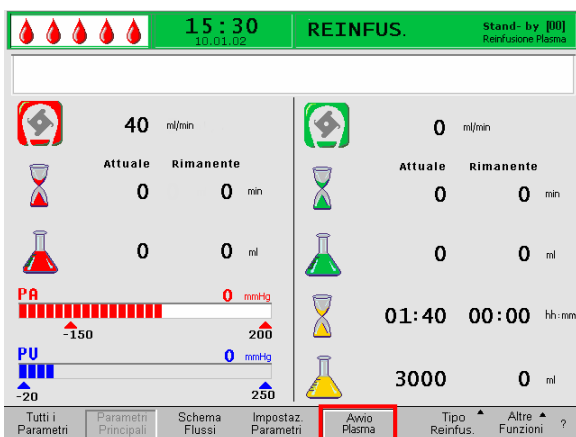 15:30
10.01.02
REINFUS.
Stand- by [00]
Reinfusione Plasma
40 ml/min
Attuale Rimanente
0 0 min
0 0 ml
PA 0 mmHg
-150 200
PV 0 mmHg
-20 250
0 ml/min
Attuale Rimanente
0 0 min
0 0 ml
01:40 00:00 hh:mm
3000 0 ml
Tutti i Parametri
Parametri Principali
Schema Flussi
Impostaz. Parametri
Avvio Plasma
Tipo Reinfus.
Altre Funzioni
?